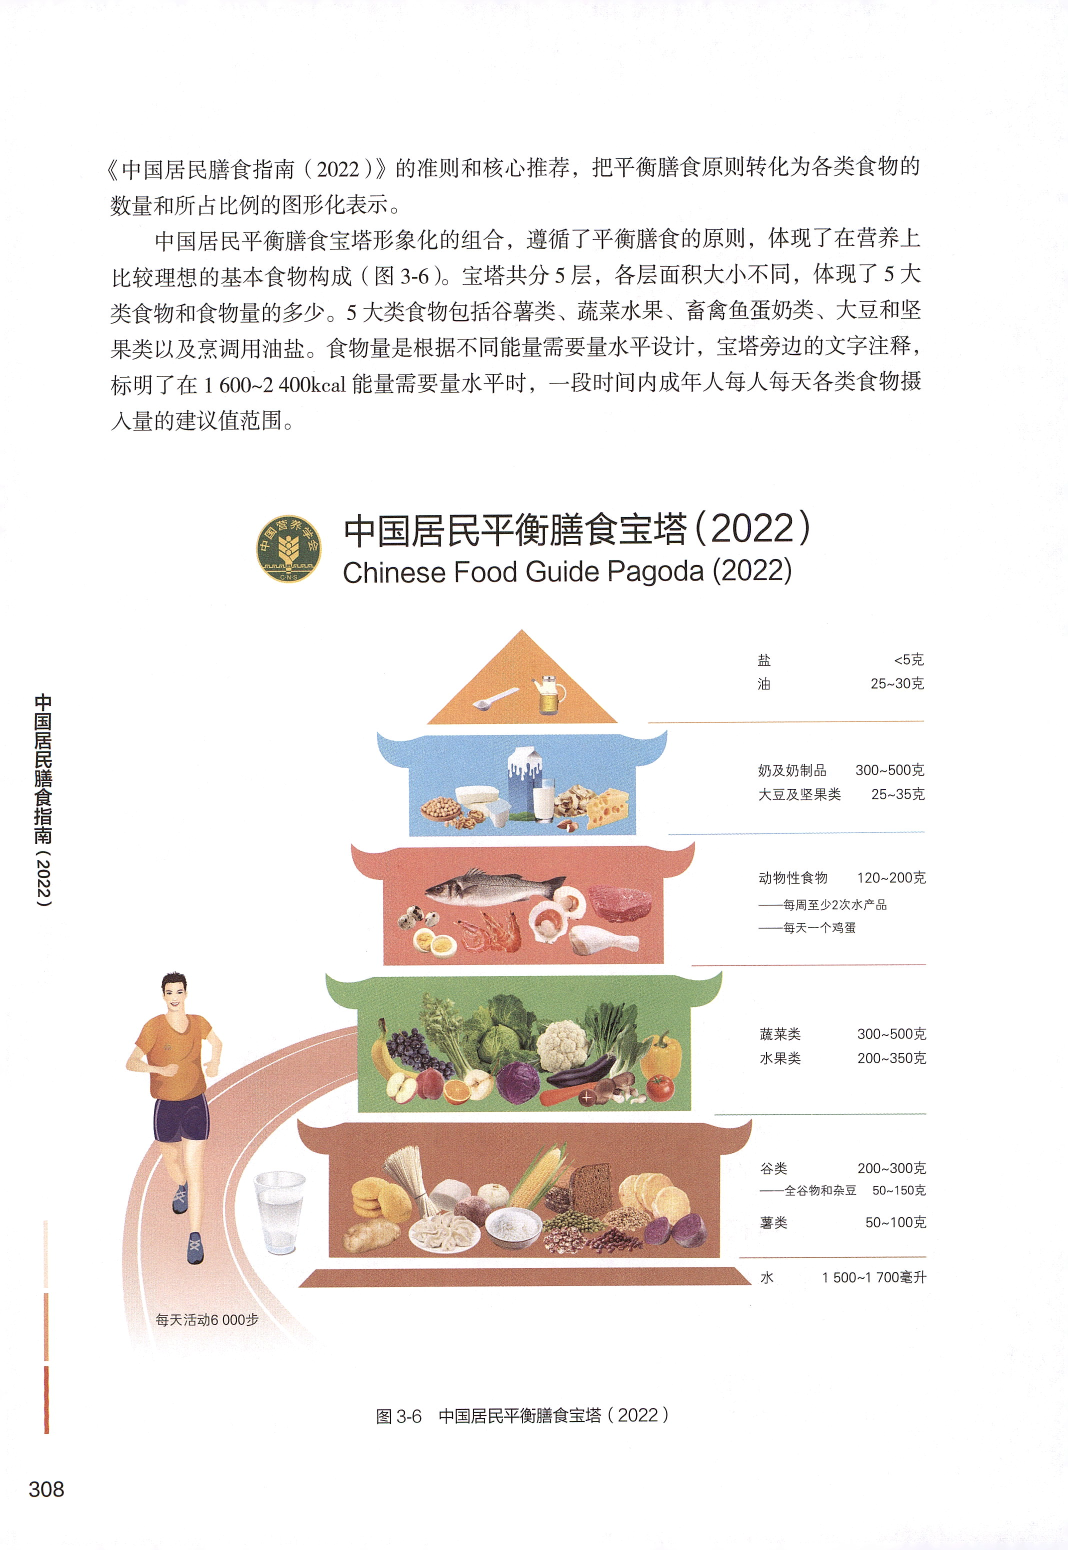 《中国居民膳食指南（2022）》的准则和核心推荐，把平衡膳食原则转化为各类食物的
数量和所占比例的图形化表示。
中国居民平衡膳食宝塔形象化的组合，遵循了平衡膳食的原则，体现了在营养上
比较理想的基本食物构成（图 3-6）。宝塔共分 5 层，各层面积大小不同，体现了 5 大
类食物和食物量的多少。5 大类食物包括谷薯类、蔬菜水果、畜禽鱼蛋奶类、大豆和坚
果类以及烹调用油盐。食物量是根据不同能量需要量水平设计，宝塔旁边的文字注释，
标明了在 1 600~2 400kcal 能量需要量水平时，一段时间内成年人每人每天各类食物摄
入量的建议值范围。
中国营养学会
C·N·S
中国居民平衡膳食宝塔（2022）
Chinese Food Guide Pagoda (2022)
盐 <5克
油 25~30克
奶及奶制品 300~500克
大豆及坚果类 25~35克
动物性食物 120~200克
——每周至少2次水产品
——每天一个鸡蛋
蔬菜类 300~500克
水果类 200~350克
谷类 200~300克
——全谷物和杂豆 50~150克
薯类 50~100克
水 1 500~1 700毫升
每天活动6 000步
图 3-6 中国居民平衡膳食宝塔（2022）
中国居民膳食指南（2022）
308